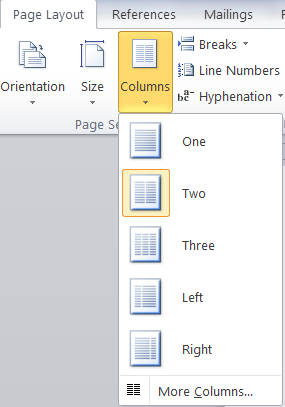 Page Layout References Mailings
Orientation Size Columns Breaks
Line Numbers
Hyphenation
Page Se
One
Two
Three
Left
Right
More Columns...